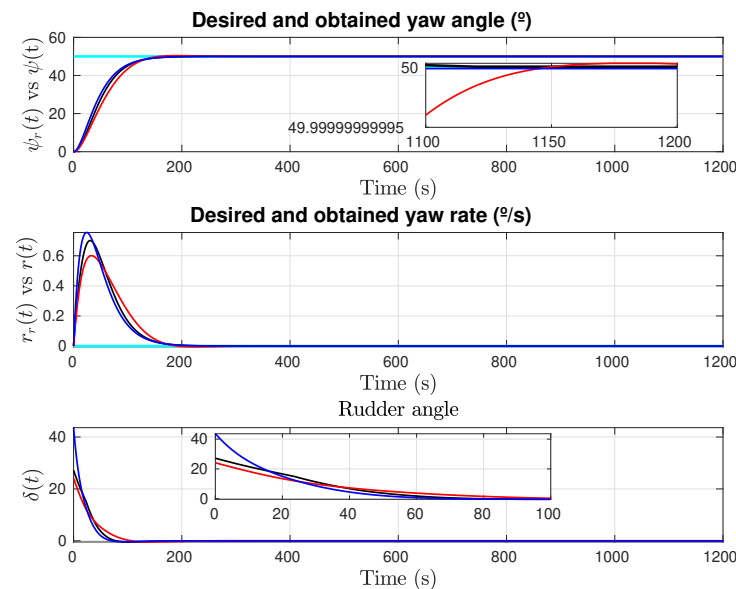 Desired and obtained yaw angle (º)
ψ_r(t) vs ψ(t)
60
40
20
0
50
49.99999999995
1100 1150 1200
0 200 400 600 800 1000 1200
Time (s)
Desired and obtained yaw rate (º/s)
r_r(t) vs r(t)
0.6
0.4
0.2
0
0 200 400 600 800 1000 1200
Time (s)
Rudder angle
δ(t)
40
20
0
40
20
0
0 20 40 60 80 100
0 200 400 600 800 1000 1200
Time (s)